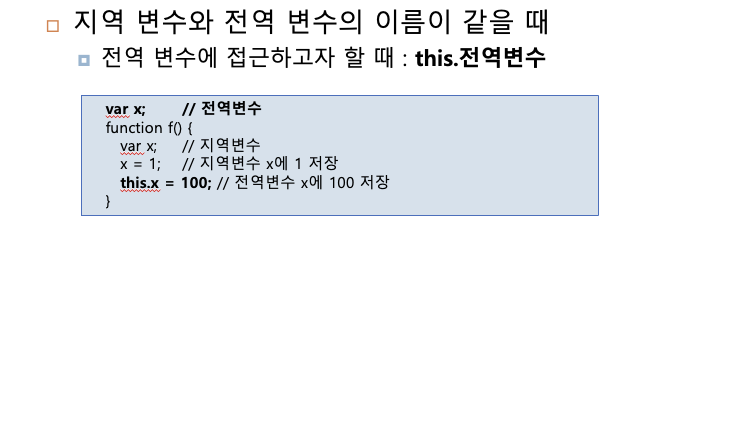 지역 변수와 전역 변수의 이름이 같을 때
전역 변수에 접근하고자 할 때 : this.전역변수
var x; // 전역변수
function f() {
var x; // 지역변수
x = 1; // 지역변수 x에 1 저장
this.x = 100; // 전역변수 x에 100 저장
}